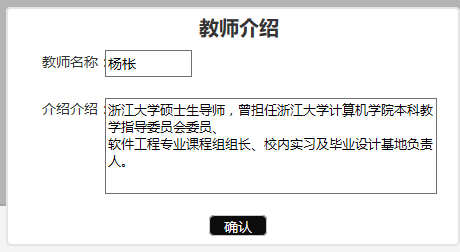 教师介绍
教师名称：杨枨
介绍介绍：浙江大学硕士生导师，曾担任浙江大学计算机学院本科教
学指导委员会委员、
软件工程专业课程组组长、校内实习及毕业设计基地负责
人。
确认